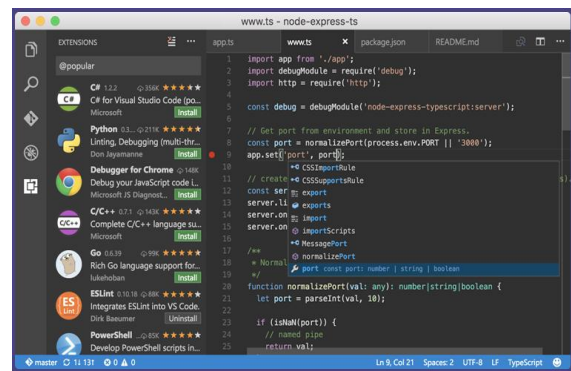 www.ts - node-express-ts
EXTENSIONS
@popular
C# 1.2.2 356K
C# for Visual Studio Code (po...
Microsoft Install
Python 0.3... 211K
Linting, Debugging (multi-thr...
Don Jayamanne Install
Debugger for Chrome 148K
Debug your JavaScript code i...
Microsoft JS Diagnost... Install
C/C++ 0.7.1 143K
Complete C/C++ language su...
Microsoft Install
Go 0.6.39 99K
Rich Go language support for...
lukehoban Install
ESLint 0.10.18 88K
Integrates ESLint into VS Code.
Dirk Baeumer Uninstall
PowerShell ... 85K
Develop PowerShell scripts in...
app.ts www.ts package.json README.md
1 import app from './app';
2 import debugModule = require('debug');
3 import http = require('http');
4
5 const debug = debugModule('node-express-typescript:server');
6
7 // Get port from environment and store in Express.
8 const port = normalizePort(process.env.PORT || '3000');
9 app.set('port', port);
10
11 // create s).
12 const ser
13 server.li
14 server.on
15 server.on
16
17 /**
18 * Normal
19 */
20 function normalizePort(val: any): number|string|boolean {
21 let port = parseInt(val, 10);
22
23 if (isNaN(port)) {
24 // named pipe
25 return val;
CSSImportRule
CSSSupportsRule
export
exports
import
importScripts
MessagePort
normalizePort
port const port: number | string | boolean
master 1↓ 13↑ 0 0 Ln 9, Col 21 Spaces: 2 UTF-8 LF TypeScript
C#
C/C++
GO
ES
Lint